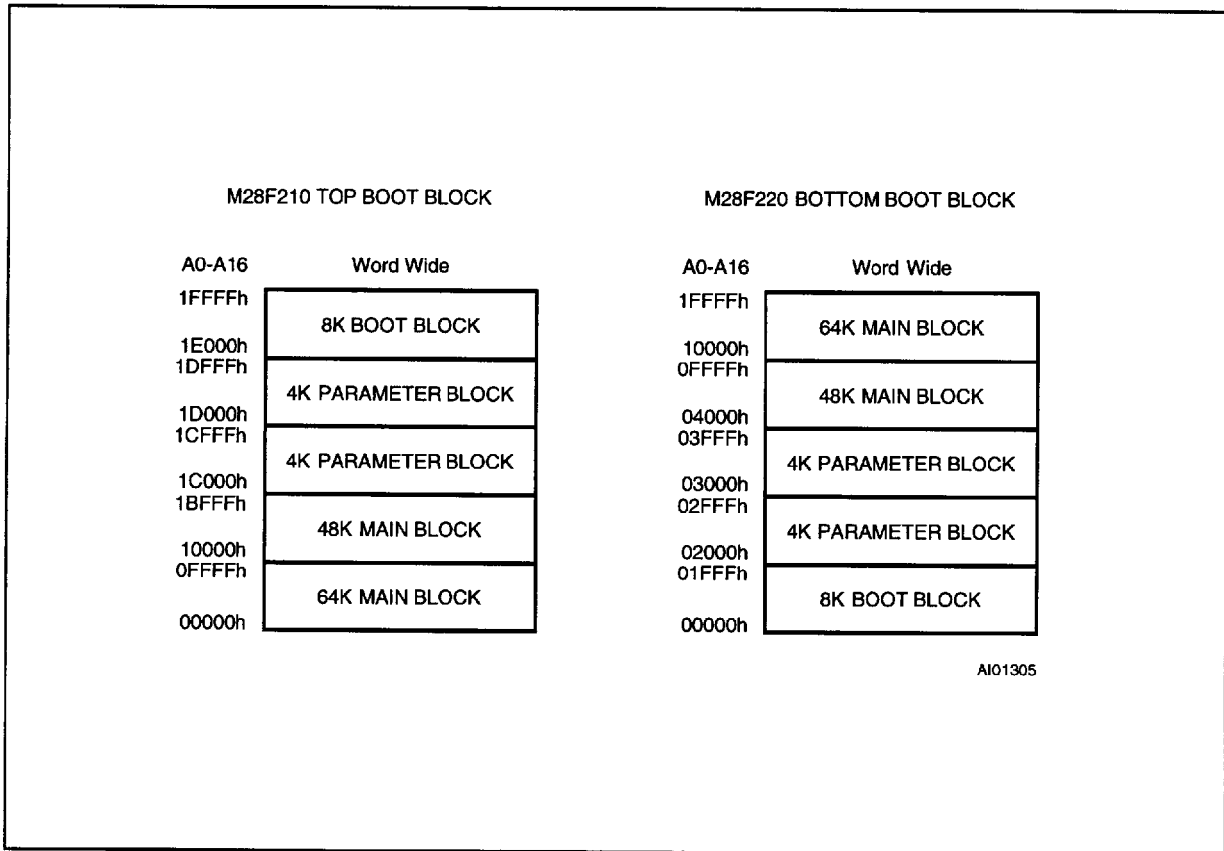 M28F210 TOP BOOT BLOCK
A0-A16 Word Wide
1FFFFh
8K BOOT BLOCK
1E000h
1DFFFh
4K PARAMETER BLOCK
1D000h
1CFFFh
4K PARAMETER BLOCK
1C000h
1BFFFh
48K MAIN BLOCK
10000h
0FFFFh
64K MAIN BLOCK
00000h
M28F220 BOTTOM BOOT BLOCK
A0-A16 Word Wide
1FFFFh
64K MAIN BLOCK
10000h
0FFFFh
48K MAIN BLOCK
04000h
03FFFh
4K PARAMETER BLOCK
03000h
02FFFh
4K PARAMETER BLOCK
02000h
01FFFh
8K BOOT BLOCK
00000h
AI01305